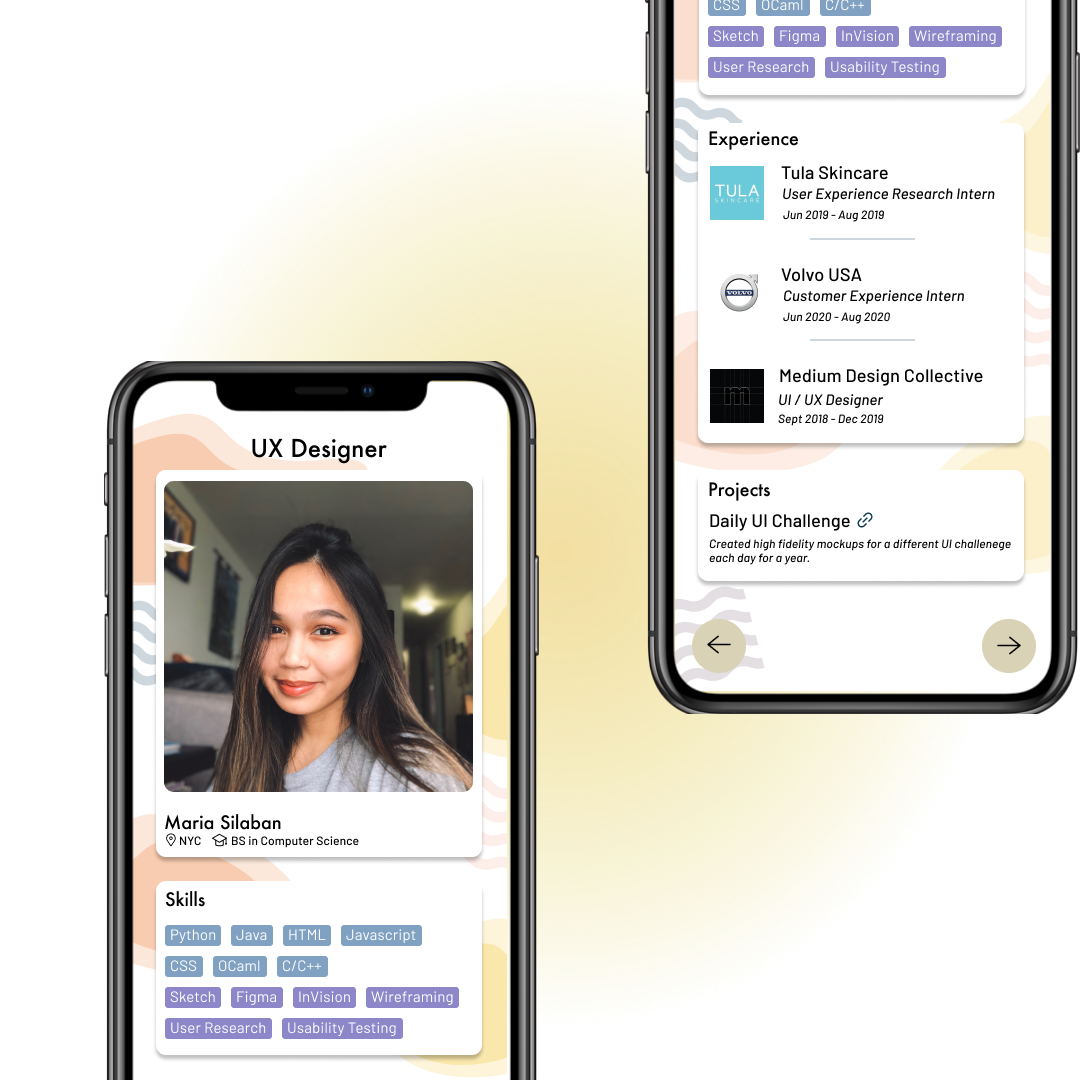 UX Designer
Maria Silaban
NYC BS in Computer Science
Skills
Python Java HTML Javascript
CSS OCaml C/C++
Sketch Figma InVision Wireframing
User Research Usability Testing
CSS OCaml C/C++
Sketch Figma InVision Wireframing
User Research Usability Testing
Experience
TULA
SKINCARE
Tula Skincare
User Experience Research Intern
Jun 2019 - Aug 2019
VOLVO
Volvo USA
Customer Experience Intern
Jun 2020 - Aug 2020
m
Medium Design Collective
UI / UX Designer
Sept 2018 - Dec 2019
Projects
Daily UI Challenge
Created high fidelity mockups for a different UI challenege
each day for a year.